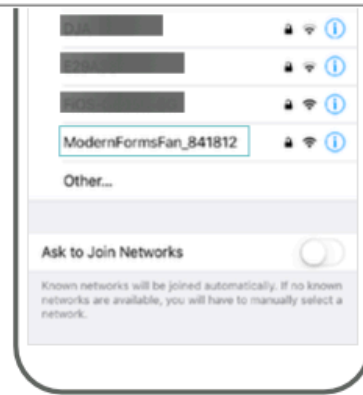 ModernFormsFan_841812
Other...
Ask to Join Networks
Known networks will be joined automatically. If no known
networks are available, you will have to manually select a
network.